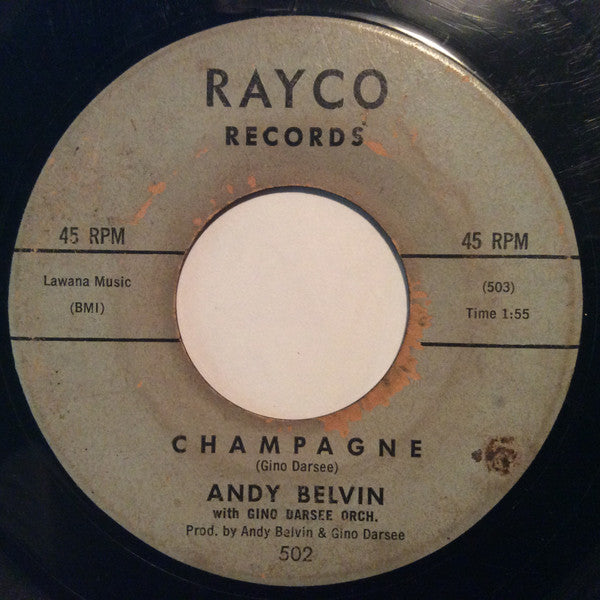 RAYCO
RECORDS
45 RPM
45 RPM
Lawana Music
(BMI)
(503)
Time 1:55
CHAMPAGNE
(Gino Darsee)
ANDY BELVIN
with GINO DARSEE ORCH.
Prod. by Andy Balvin & Gino Darsee
502